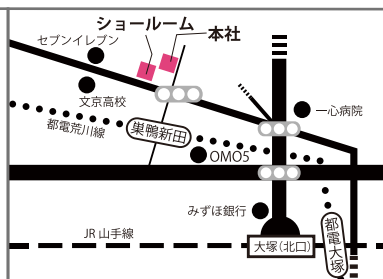 ショールーム
本社
セブンイレブン
文京高校
一心病院
都電荒川線
巣鴨新田
OMO5
みずほ銀行
JR 山手線
大塚（北口）
都電大塚